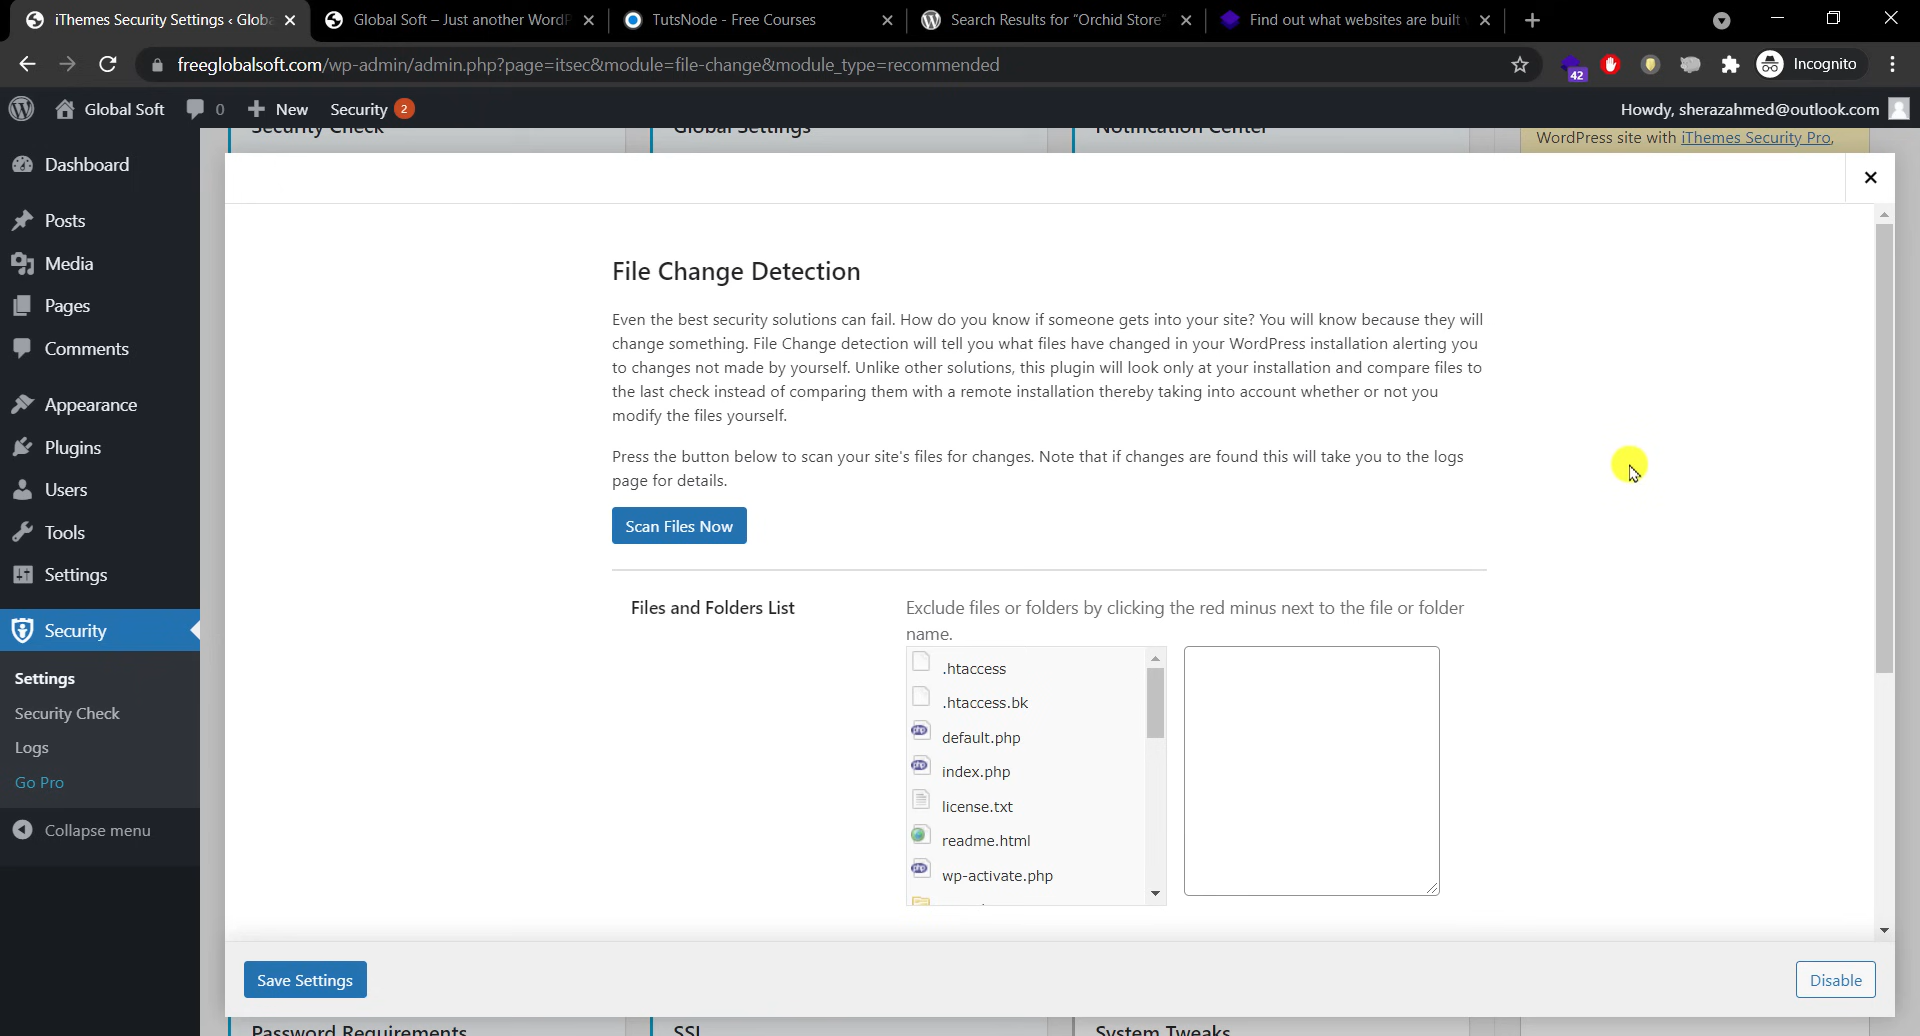 iThemes Security Settings ‹ Globa
Global Soft – Just another WordP
TutsNode - Free Courses
Search Results for “Orchid Store”
Find out what websites are built
freeglobalsoft.com/wp-admin/admin.php?page=itsec&module=file-change&module_type=recommended
42
Incognito
Global Soft
0
New
Security 2
Howdy, sherazahmed@outlook.com
Security Check
Global Settings
Notification Center
WordPress site with iThemes Security Pro.
Dashboard
Posts
Media
Pages
Comments
Appearance
Plugins
Users
Tools
Settings
Security
Settings
Security Check
Logs
Go Pro
Collapse menu
File Change Detection
Even the best security solutions can fail. How do you know if someone gets into your site? You will know because they will
change something. File Change detection will tell you what files have changed in your WordPress installation alerting you
to changes not made by yourself. Unlike other solutions, this plugin will look only at your installation and compare files to
the last check instead of comparing them with a remote installation thereby taking into account whether or not you
modify the files yourself.
Press the button below to scan your site's files for changes. Note that if changes are found this will take you to the logs
page for details.
Scan Files Now
Files and Folders List
Exclude files or folders by clicking the red minus next to the file or folder
name.
.htaccess
.htaccess.bk
default.php
index.php
license.txt
readme.html
wp-activate.php
Save Settings
Disable
Password Requirements
SSL
System Tweaks